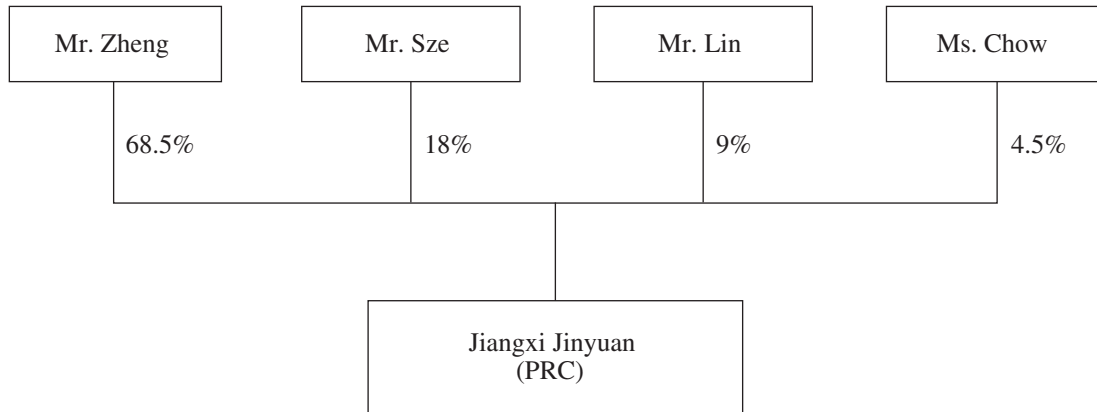 Mr. Zheng
Mr. Sze
Mr. Lin
Ms. Chow
68.5%
18%
9%
4.5%
Jiangxi Jinyuan
(PRC)